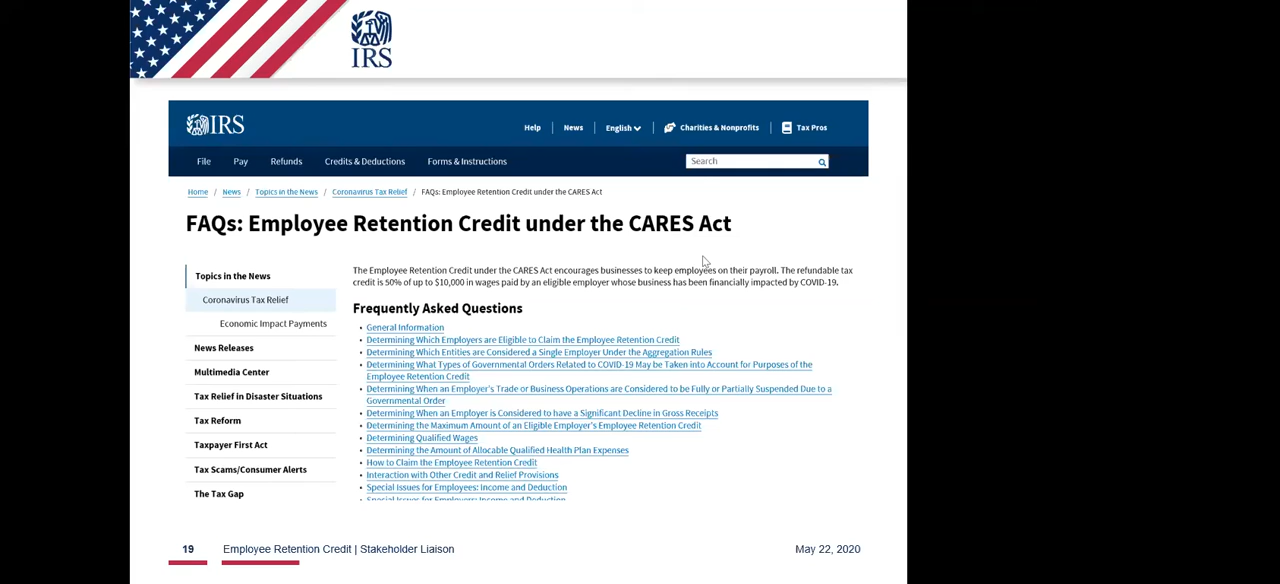 IRS
IRS
Help News English Charities & Nonprofits Tax Pros
File Pay Refunds Credits & Deductions Forms & Instructions Search
Home / News / Topics in the News / Coronavirus Tax Relief / FAQs: Employee Retention Credit under the CARES Act
FAQs: Employee Retention Credit under the CARES Act
Topics in the News
Coronavirus Tax Relief
Economic Impact Payments
News Releases
Multimedia Center
Tax Relief in Disaster Situations
Tax Reform
Taxpayer First Act
Tax Scams/Consumer Alerts
The Tax Gap
The Employee Retention Credit under the CARES Act encourages businesses to keep employees on their payroll. The refundable tax
credit is 50% of up to $10,000 in wages paid by an eligible employer whose business has been financially impacted by COVID-19.
Frequently Asked Questions
• General Information
• Determining Which Employers are Eligible to Claim the Employee Retention Credit
• Determining Which Entities are Considered a Single Employer Under the Aggregation Rules
• Determining What Types of Governmental Orders Related to COVID-19 May be Taken into Account for Purposes of the
Employee Retention Credit
• Determining When an Employer's Trade or Business Operations are Considered to be Fully or Partially Suspended Due to a
Governmental Order
• Determining When an Employer is Considered to have a Significant Decline in Gross Receipts
• Determining the Maximum Amount of an Eligible Employer's Employee Retention Credit
• Determining Qualified Wages
• Determining the Amount of Allocable Qualified Health Plan Expenses
• How to Claim the Employee Retention Credit
• Interaction with Other Credit and Relief Provisions
• Special Issues for Employees: Income and Deduction
• Special Issues for Employers: Income and Deduction
19 Employee Retention Credit | Stakeholder Liaison May 22, 2020